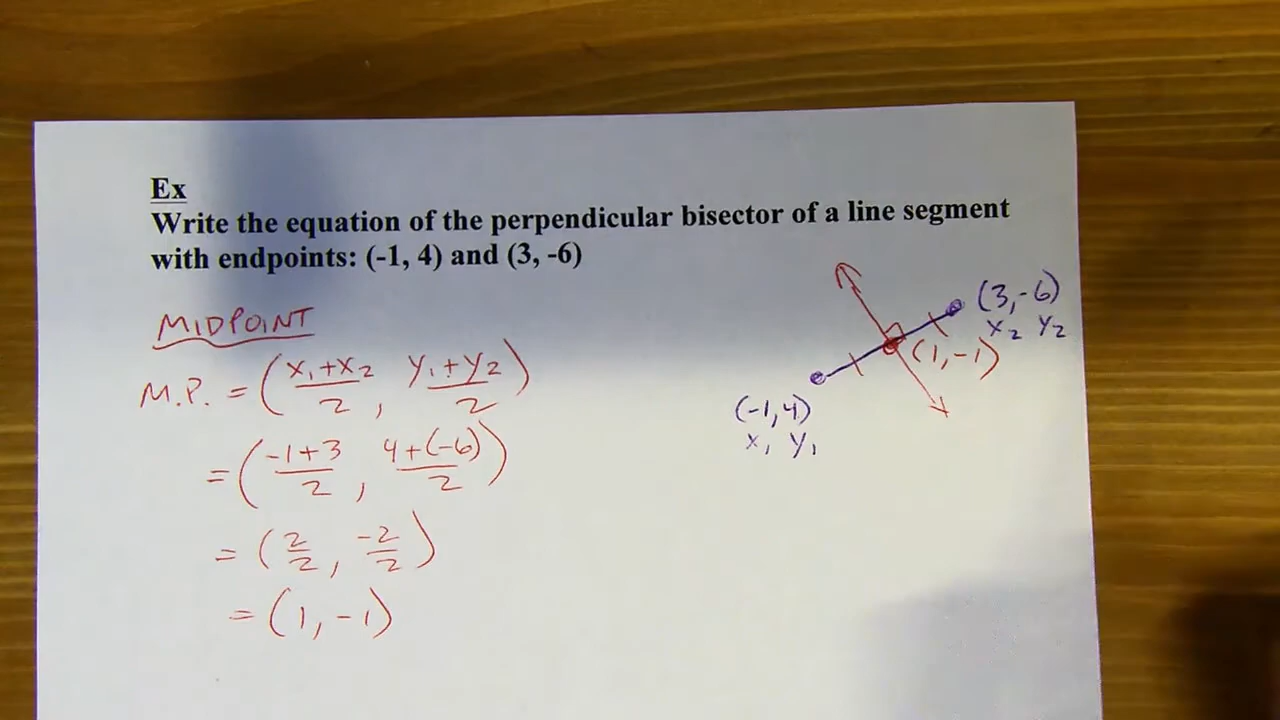 Ex
Write the equation of the perpendicular bisector of a line segment
with endpoints: (-1, 4) and (3, -6)
MIDPOINT
M.P. = (x₁+x₂/2, y₁+y₂/2)
= (-1+3/2, 4+(-6)/2)
= (2/2, -2/2)
= (1, -1)
(3, -6)
x₂ y₂
(1, -1)
(-1, 4)
x₁ y₁